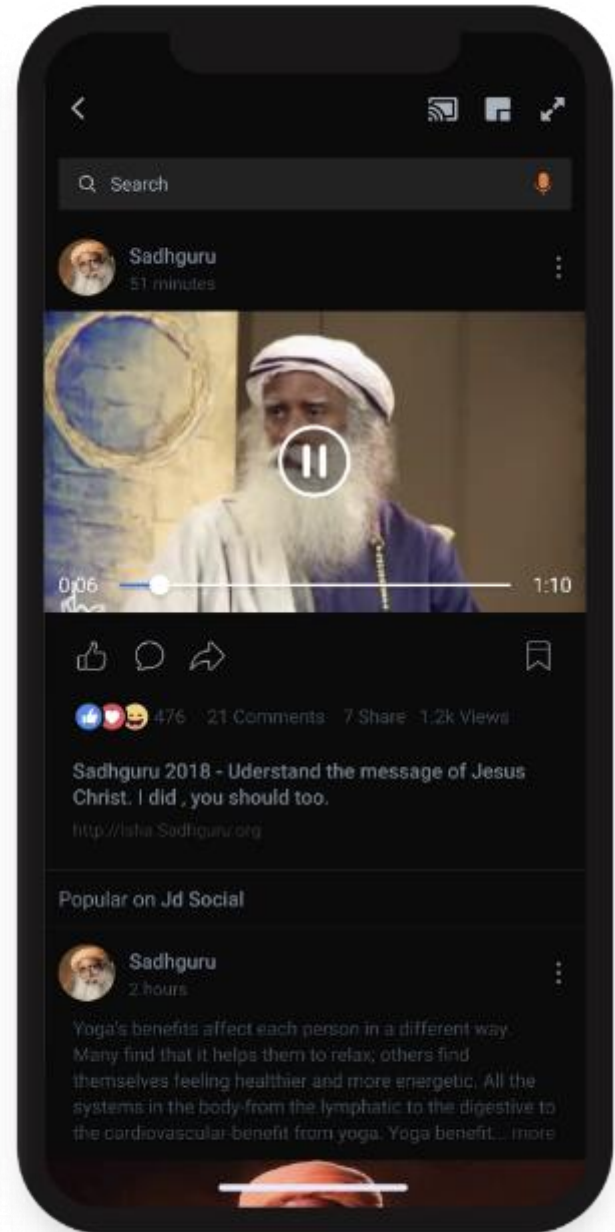 Search
Sadhguru
51 minutes
0:06
1:10
isha
476 21 Comments 7 Share 1.2k Views
Sadhguru 2018 - Uderstand the message of Jesus
Christ. I did , you should too.
http://Isha.Sadhguru.org
Popular on Jd Social
Sadhguru
2 hours
Yoga's benefits affect each person in a different way.
Many find that it helps them to relax; others find
themselves feeling healthier and more energetic. All the
systems in the body-from the lymphatic to the digestive to
the cardiovascular-benefit from yoga. Yoga benefit... more